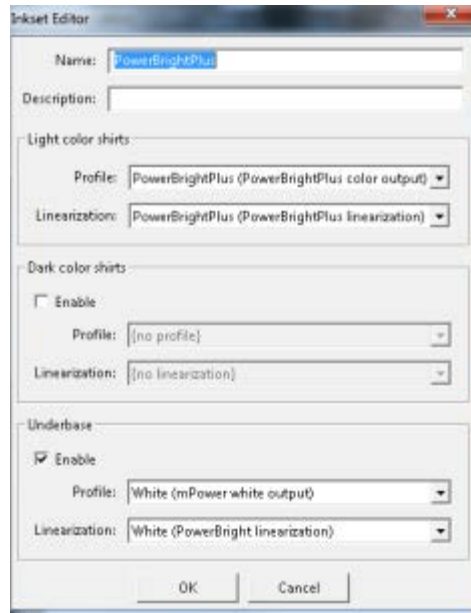 Inkset Editor
Name: PowerBrightPlus
Description:
Light color shirts
Profile: PowerBrightPlus (PowerBrightPlus color output)
Linearization: PowerBrightPlus (PowerBrightPlus linearization)
Dark color shirts
Enable
Profile: {no profile}
Linearization: {no linearization}
Underbase
Enable
Profile: White (mPower white output)
Linearization: White (PowerBright linearization)
OK Cancel